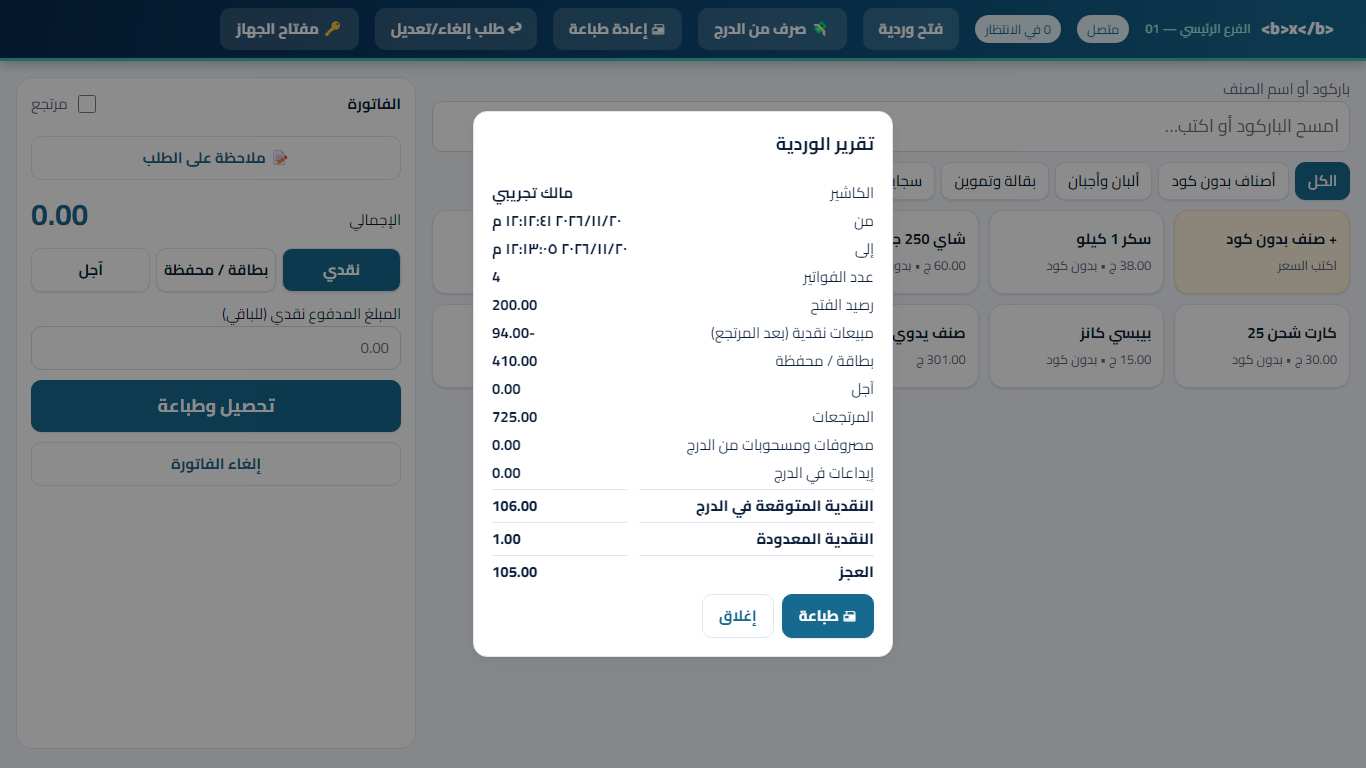 <b>x</b>
الفرع الرئيسي — 01
متصل
0 في الانتظار
فتح وردية
صرف من الدرج
إعادة طباعة
طلب إلغاء/تعديل
مفتاح الجهاز
باركود أو اسم الصنف
امسح الباركود أو اكتب...
الكل
أصناف بدون كود
ألبان وأجبان
بقالة وتموين
+ صنف بدون كود
اكتب السعر
سكر 1 كيلو
38.00 ج • بدون كود
شاي 250
60.00 ج •
كارت شحن 25
30.00 ج • بدون كود
بيبسي كانز
15.00 ج • بدون كود
صنف يدوي
301.00 ج
الفاتورة
مرتجع
ملاحظة على الطلب
الإجمالي
0.00
نقدي
بطاقة / محفظة
آجل
المبلغ المدفوع نقدي (للباقي)
0.00
تحصيل وطباعة
إلغاء الفاتورة
تقرير الوردية
الكاشير مالك تجريبي
من ٢٠‏/١١‏/٢٠٢٦ ١٢:١٢:٤١ م
إلى ٢٠‏/١١‏/٢٠٢٦ ١٢:١٣:٠٥ م
عدد الفواتير 4
رصيد الفتح 200.00
مبيعات نقدية (بعد المرتجع) -94.00
بطاقة / محفظة 410.00
آجل 0.00
المرتجعات 725.00
مصروفات ومسحوبات من الدرج 0.00
إيداعات في الدرج 0.00
النقدية المتوقعة في الدرج 106.00
النقدية المعدودة 1.00
العجز 105.00
طباعة
إغلاق